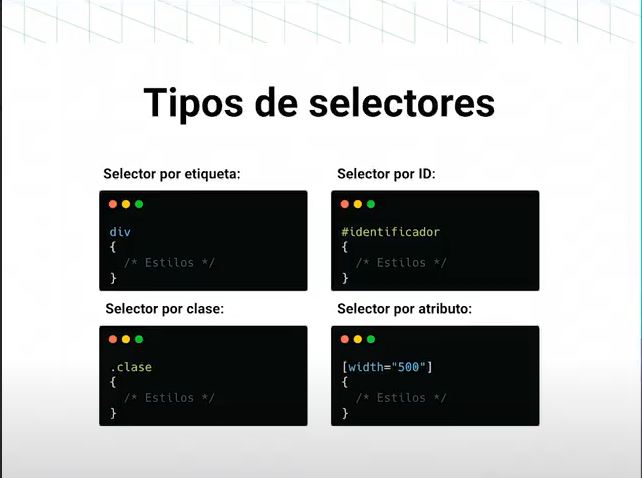 Tipos de selectores
Selector por etiqueta:
div
{
/* Estilos */
}
Selector por ID:
#identificador
{
/* Estilos */
}
Selector por clase:
.clase
{
/* Estilos */
}
Selector por atributo:
[width="500"]
{
/* Estilos */
}